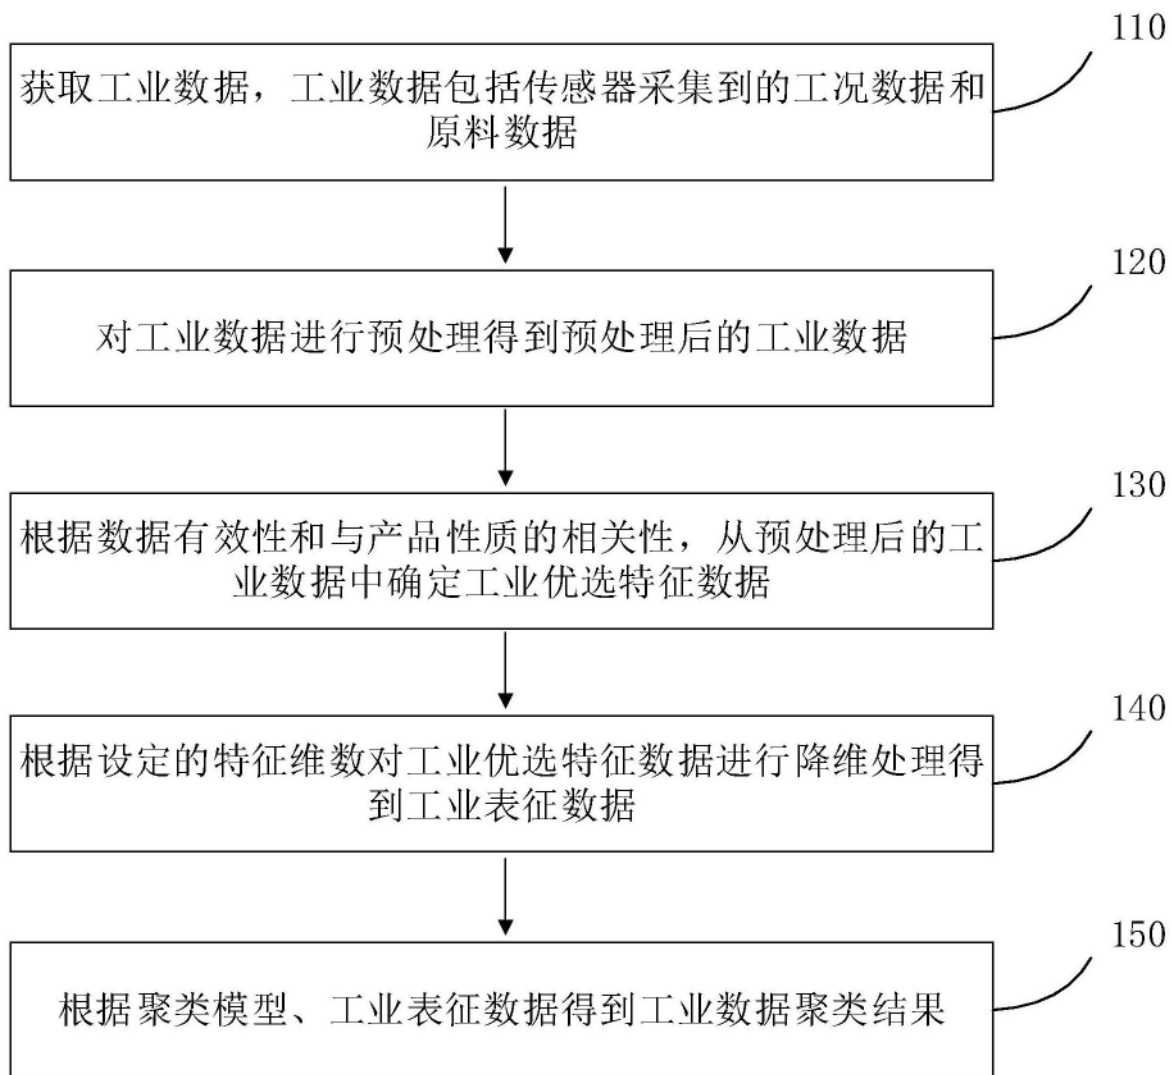 110
获取工业数据，工业数据包括传感器采集到的工况数据和
原料数据
120
对工业数据进行预处理得到预处理后的工业数据
130
根据数据有效性和与产品性质的相关性，从预处理后的工
业数据中确定工业优选特征数据
140
根据设定的特征维数对工业优选特征数据进行降维处理得
到工业表征数据
150
根据聚类模型、工业表征数据得到工业数据聚类结果